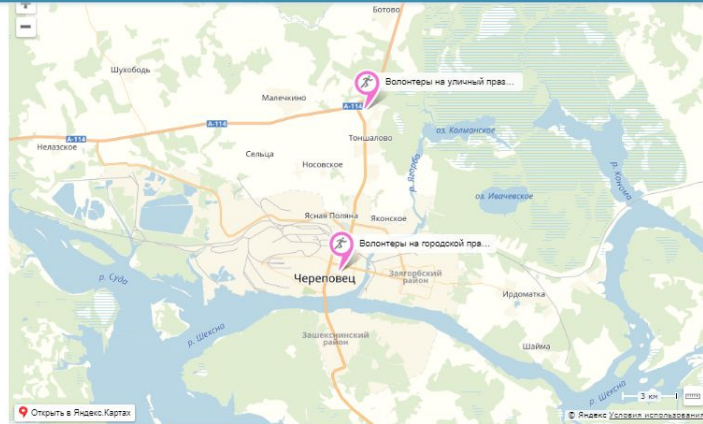 Ботово
Шухободь
Волонтеры на уличный праз...
Малечкино
А-114
А-114
А-114
Нелазское
Тоншалово
оз. Колманское
Сельца
Носовское
р. Ягорба
р. Кономa
оз. Ивачевское
Ясная Поляна
Яконское
Волонтеры на городской пра...
р. Суда
Череповец
Заягорбский
район
Ирдоматка
р. Шексна
Зашекснинский
район
Шайма
р. Шексна
3 км
Открыть в Яндекс.Картах
© Яндекс Условия использования